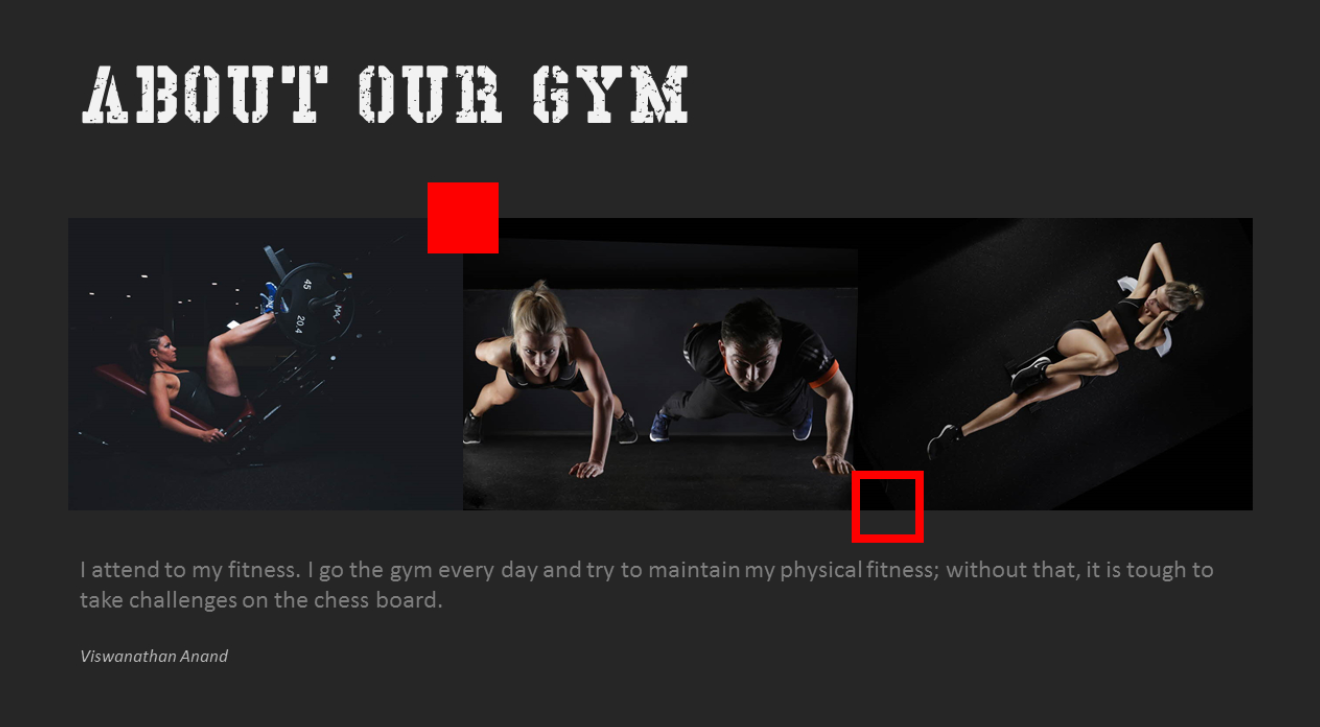 ABOUT OUR GYM
45
20.4
I attend to my fitness. I go the gym every day and try to maintain my physical fitness; without that, it is tough to
take challenges on the chess board.
Viswanathan Anand